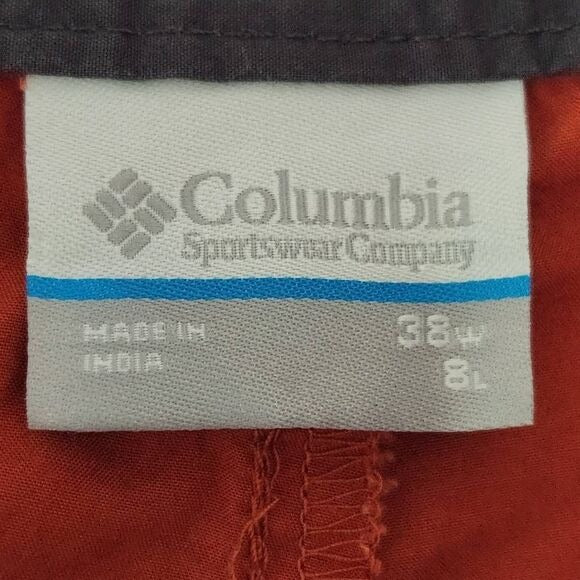 Columbia
Sportswear Company
MADE IN
INDIA
38W
8L